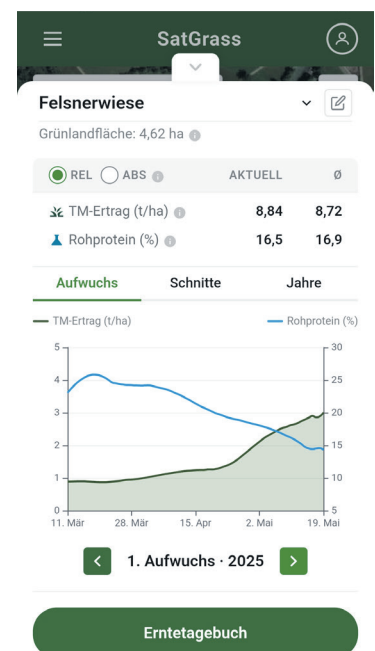 SatGrass
Felsnerwiese
Grünlandfläche: 4,62 ha
REL ABS AKTUELL Ø
TM-Ertrag (t/ha) 8,84 8,72
Rohprotein (%) 16,5 16,9
Aufwuchs Schnitte Jahre
TM-Ertrag (t/ha) Rohprotein (%)
5 30
4 25
3 20
2 15
1 10
0 5
11. Mär 28. Mär 15. Apr 2. Mai 19. Mai
1. Aufwuchs · 2025
Erntetagebuch